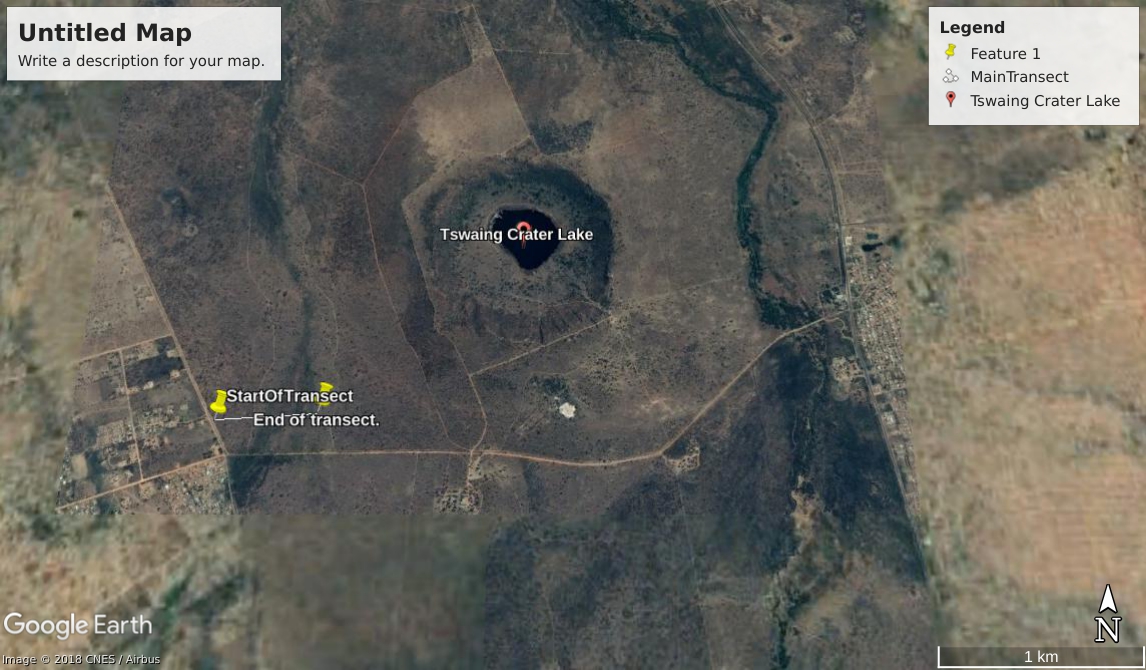 Untitled Map
Write a description for your map.
Legend
Feature 1
MainTransect
Tswaing Crater Lake
Tswaing Crater Lake
StartOfTransect
End of transect.
Google Earth
Image © 2018 CNES / Airbus
N
1 km